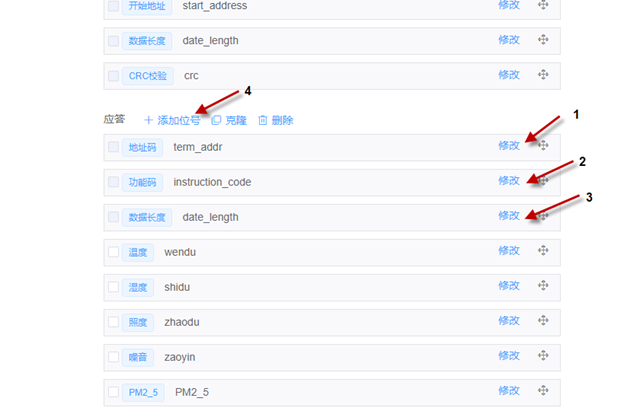 开始地址 start_address 修改
数据长度 date_length 修改
CRC校验 crc 修改
4
应答 添加位号 克隆 删除
1
地址码 term_addr 修改
2
功能码 instruction_code 修改
3
数据长度 date_length 修改
温度 wendu 修改
湿度 shidu 修改
照度 zhaodu 修改
噪音 zaoyin 修改
PM2_5 PM2_5 修改